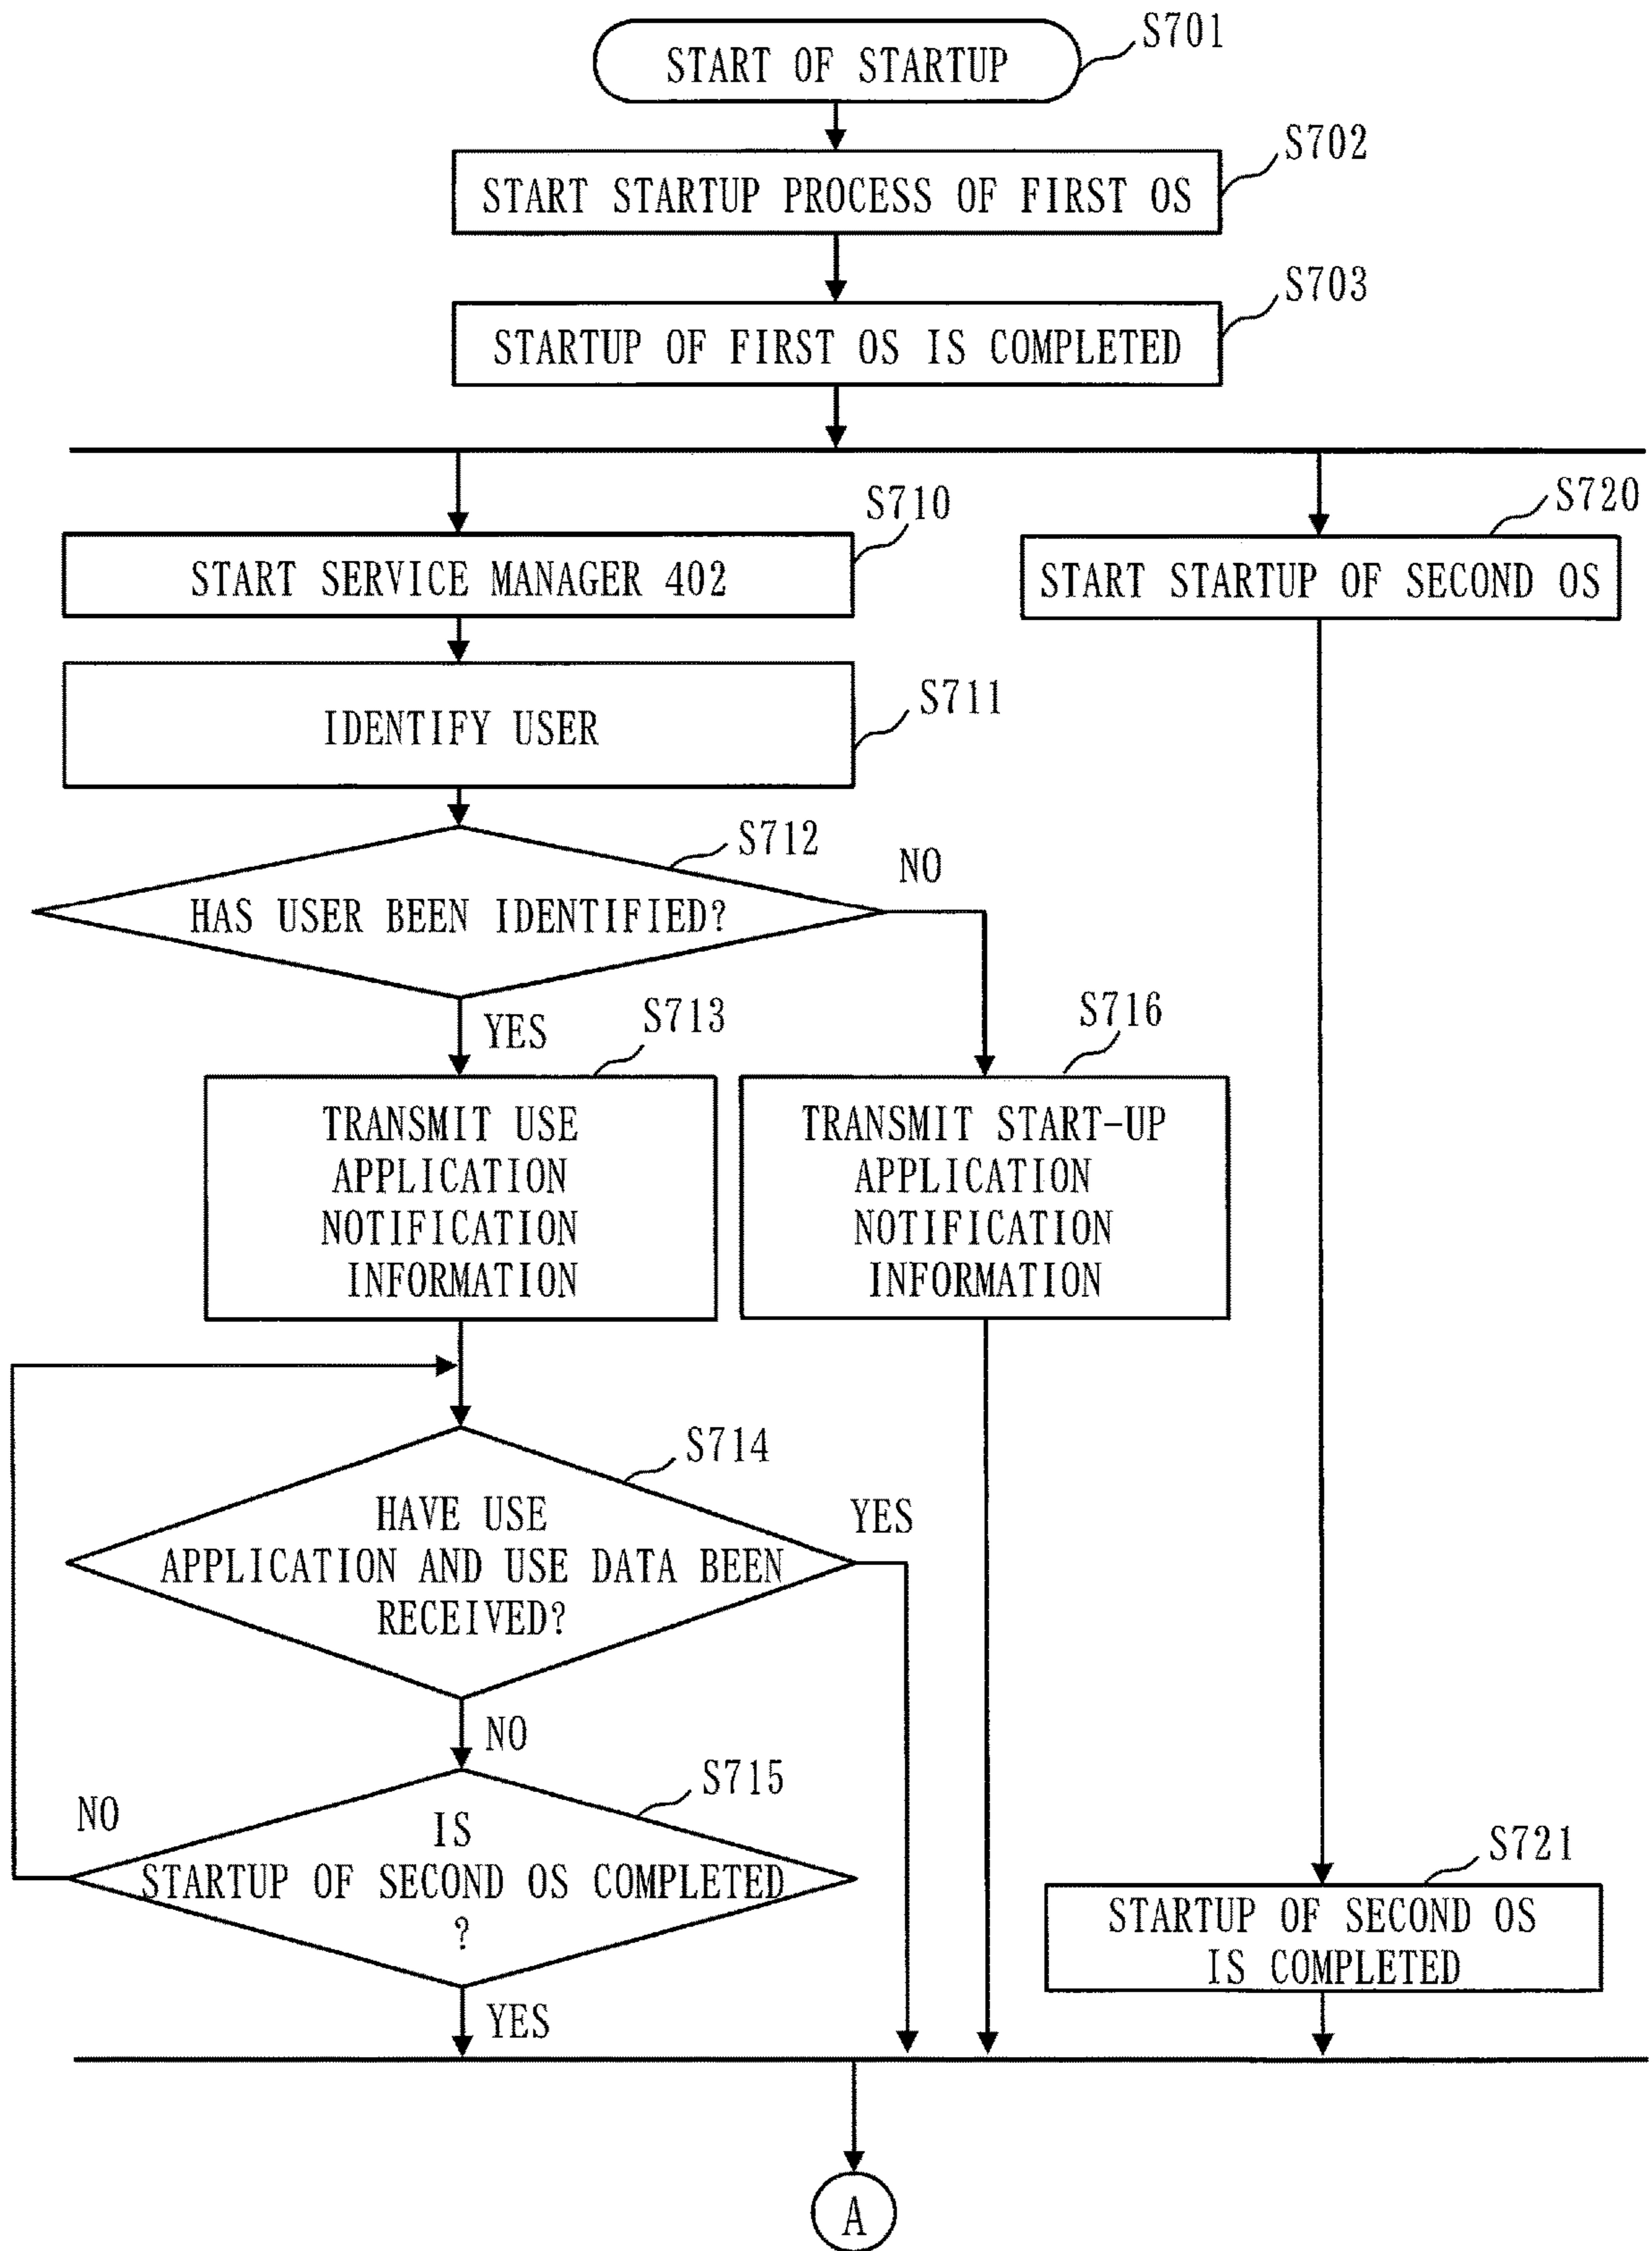 START OF STARTUP
S701
S702
START STARTUP PROCESS OF FIRST OS
S703
STARTUP OF FIRST OS IS COMPLETED
S710
START SERVICE MANAGER 402
S720
START STARTUP OF SECOND OS
S711
IDENTIFY USER
S712
NO
HAS USER BEEN IDENTIFIED?
YES
S713
S716
TRANSMIT USE
APPLICATION
NOTIFICATION
INFORMATION
TRANSMIT START-UP
APPLICATION
NOTIFICATION
INFORMATION
S714
HAVE USE
APPLICATION AND USE DATA BEEN
RECEIVED?
YES
NO
S715
NO
IS
STARTUP OF SECOND OS COMPLETED
?
YES
S721
STARTUP OF SECOND OS
IS COMPLETED
A